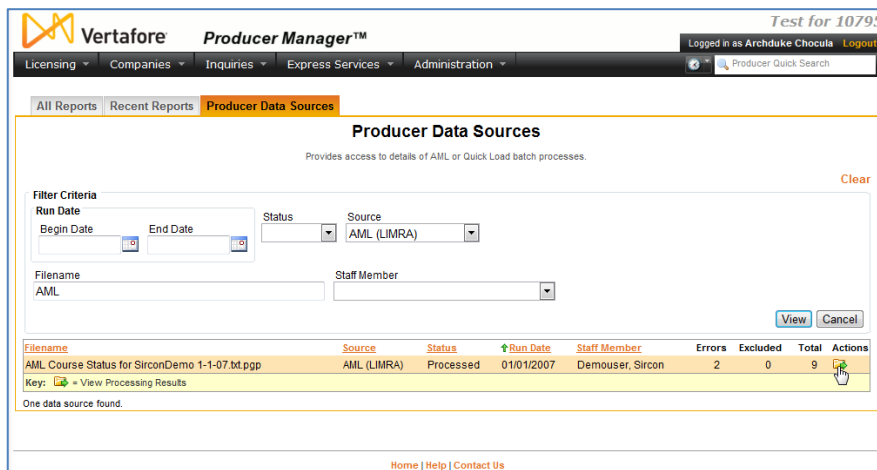 Test for 10795
Vertafore Producer Manager™
Logged in as Archduke Chocula Logout
Licensing Companies Inquiries Express Services Administration Producer Quick Search
All Reports Recent Reports Producer Data Sources
Producer Data Sources
Provides access to details of AML or Quick Load batch processes.
Clear
Filter Criteria
Run Date
Begin Date End Date Status Source
AML (LIMRA)
Filename Staff Member
AML
View Cancel
Filename Source Status Run Date Staff Member Errors Excluded Total Actions
AML Course Status for SirconDemo 1-1-07.txt.pgp AML (LIMRA) Processed 01/01/2007 Demouser, Sircon 2 0 9
Key: = View Processing Results
One data source found.
Home | Help | Contact Us